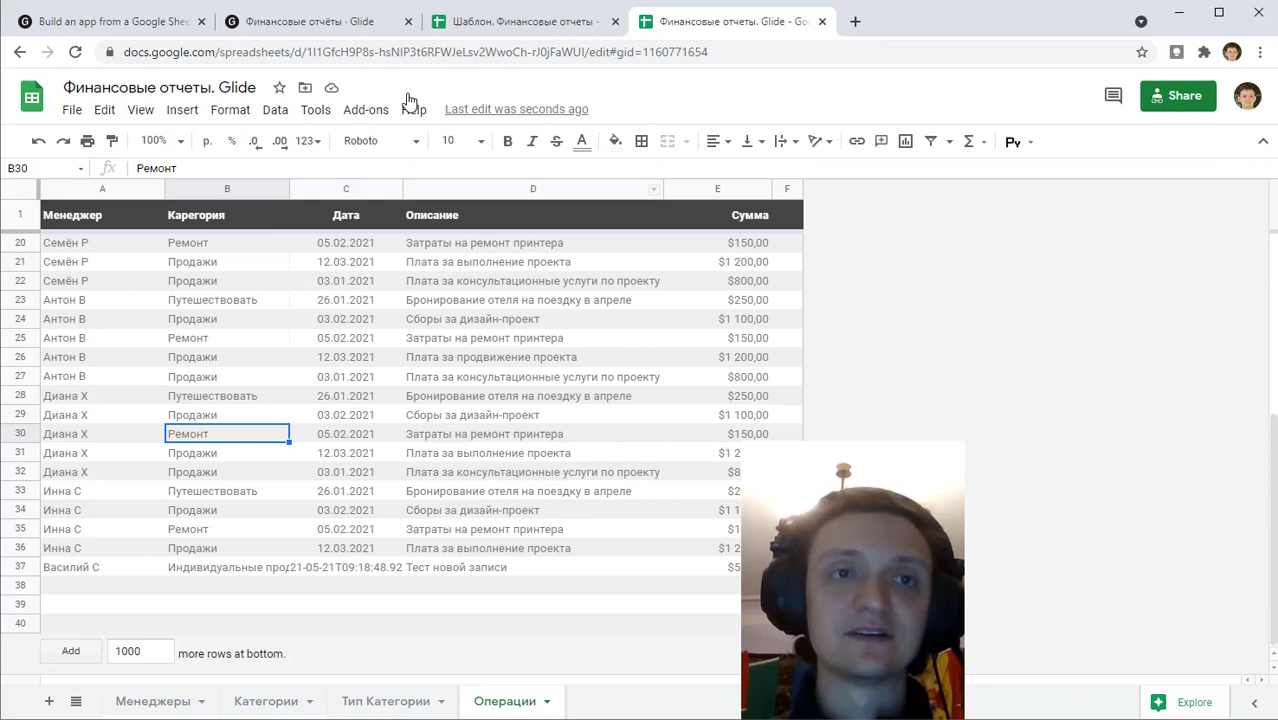 Build an app from a Google Shee
Финансовые отчёты · Glide
Шаблон. Финансовые отчеты -
Финансовые отчеты. Glide - Go
docs.google.com/spreadsheets/d/1I1GfcH9P8s-hsNIP3t6RFWJeLsv2WwoCh-rJ0jFaWUI/edit#gid=1160771654
Финансовые отчеты. Glide
File Edit View Insert Format Data Tools Add-ons Help Last edit was seconds ago
Share
100% р. % .0 .00 123 Roboto 10 B I S A
B30 fx Ремонт
A B C D E F
1 Менеджер Карегория Дата Описание Сумма
20 Семён Р Ремонт 05.02.2021 Затраты на ремонт принтера $150,00
21 Семён Р Продажи 12.03.2021 Плата за выполнение проекта $1 200,00
22 Семён Р Продажи 03.01.2021 Плата за консультационные услуги по проекту $800,00
23 Антон В Путешествовать 26.01.2021 Бронирование отеля на поездку в апреле $250,00
24 Антон В Продажи 03.02.2021 Сборы за дизайн-проект $1 100,00
25 Антон В Ремонт 05.02.2021 Затраты на ремонт принтера $150,00
26 Антон В Продажи 12.03.2021 Плата за продвижение проекта $1 200,00
27 Антон В Продажи 03.01.2021 Плата за консультационные услуги по проекту $800,00
28 Диана Х Путешествовать 26.01.2021 Бронирование отеля на поездку в апреле $250,00
29 Диана Х Продажи 03.02.2021 Сборы за дизайн-проект $1 100,00
30 Диана Х Ремонт 05.02.2021 Затраты на ремонт принтера $150,00
31 Диана Х Продажи 12.03.2021 Плата за выполнение проекта $1 2
32 Диана Х Продажи 03.01.2021 Плата за консультационные услуги по проекту $8
33 Инна С Путешествовать 26.01.2021 Бронирование отеля на поездку в апреле $2
34 Инна С Продажи 03.02.2021 Сборы за дизайн-проект $1 1
35 Инна С Ремонт 05.02.2021 Затраты на ремонт принтера $1
36 Инна С Продажи 12.03.2021 Плата за выполнение проекта $1 2
37 Василий С Индивидуальные прод 21-05-21T09:18:48.92 Тест новой записи $5
38
39
40
Add 1000 more rows at bottom.
Менеджеры Категории Тип Категории Операции Explore